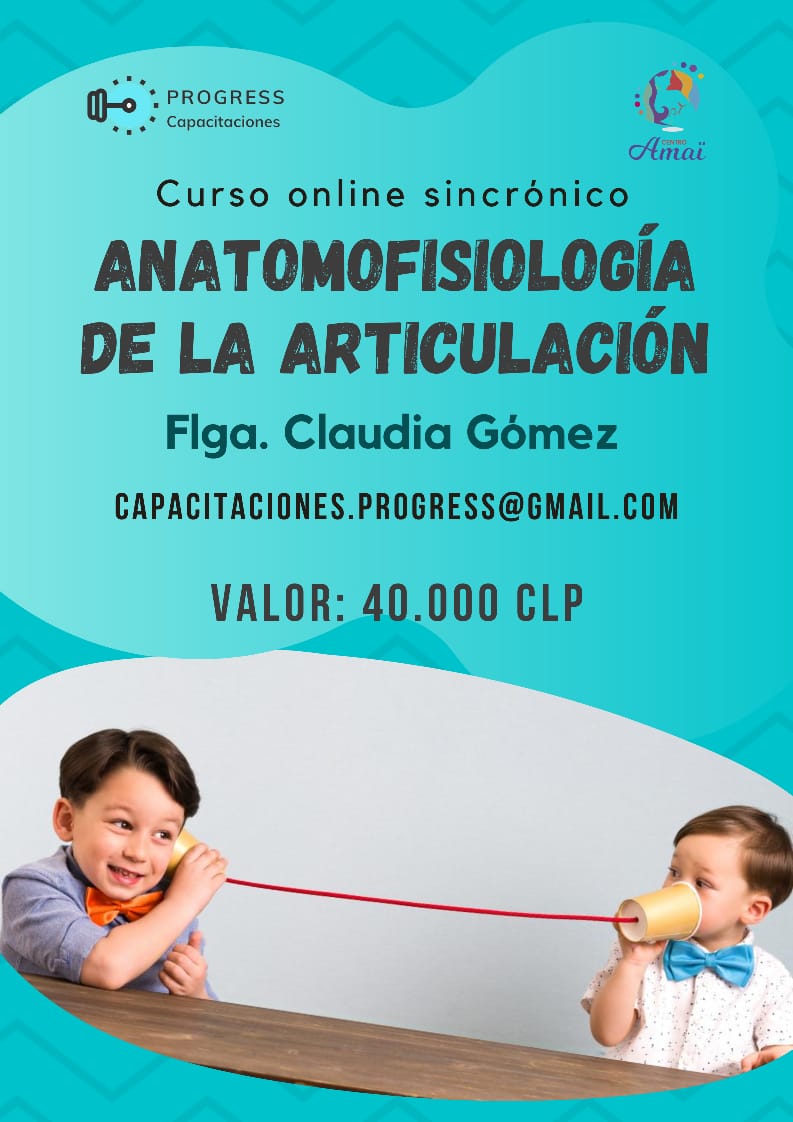 PROGRESS
Capacitaciones
CENTRO
Amaï
Curso online sincrónico
ANATOMOFISIOLOGÍA
DE LA ARTICULACIÓN
Flga. Claudia Gómez
CAPACITACIONES.PROGRESS@GMAIL.COM
VALOR: 40.000 CLP